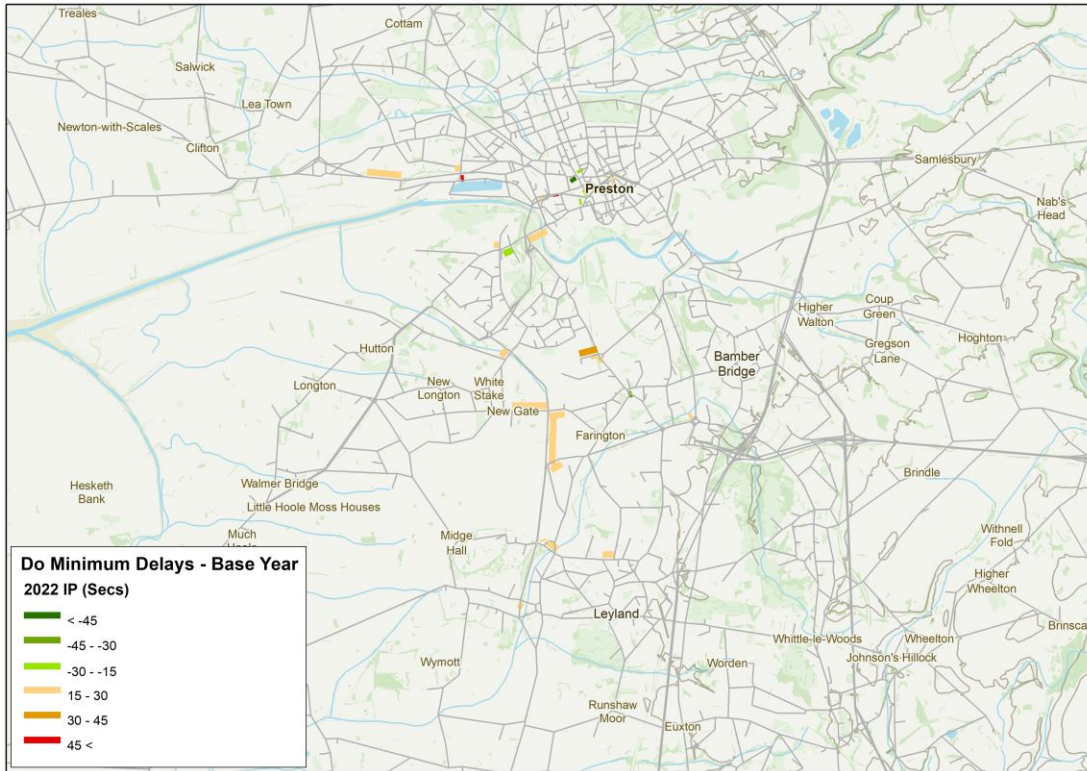 Treales
Cottam
Salwick
Lea Town
Newton-with-Scales
Clifton
Samlesbury
Preston
Nab's
Head
Higher
Walton
Coup
Green
Gregson
Lane
Hoghton
Hutton
Bamber
Bridge
Longton
New
Longton
White
Stake
New Gate
Farington
Brindle
Hesketh
Bank
Walmer Bridge
Little Hoole Moss Houses
Much
Midge
Hall
Withnell
Fold
Higher
Wheelton
Leyland
Whittle-le-Woods
Wheelton
Brinsca
Johnson's Hillock
Wymott
Worden
Runshaw
Moor
Euxton
Do Minimum Delays - Base Year
2022 IP (Secs)
< -45
-45 - -30
-30 - -15
15 - 30
30 - 45
45 <